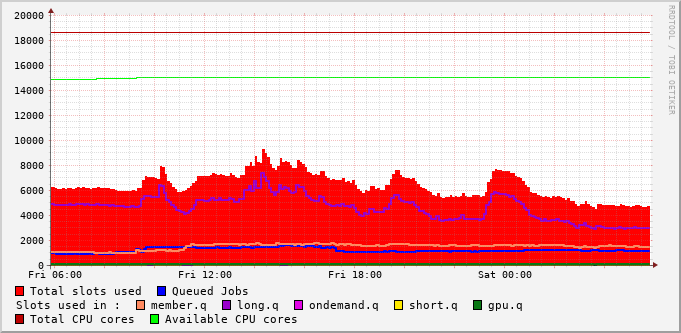 20000
18000
16000
14000
12000
10000
8000
6000
4000
2000
0
Fri 06:00 Fri 12:00 Fri 18:00 Sat 00:00
RRDTOOL / TOBI OETIKER
Total slots used Queued Jobs
Slots used in : member.q long.q ondemand.q short.q gpu.q
Total CPU cores Available CPU cores